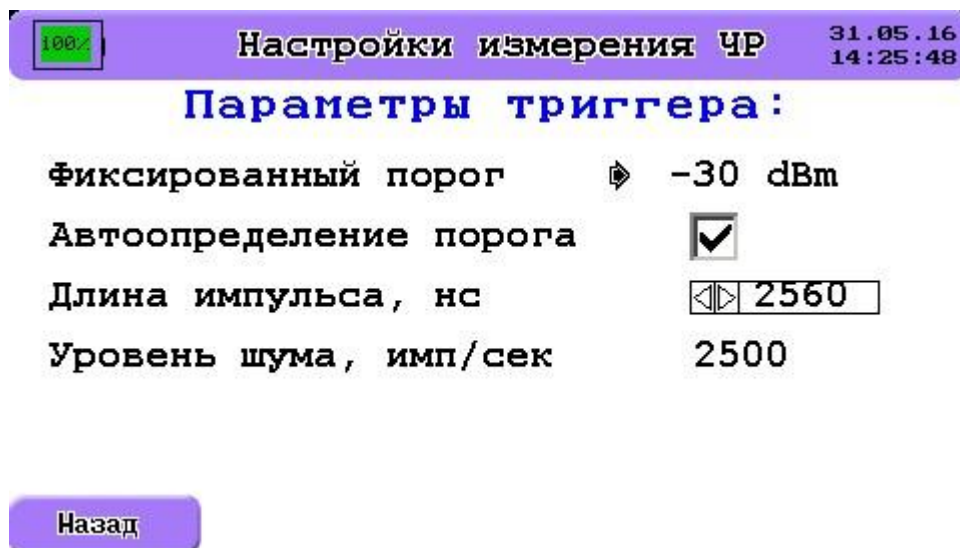 100%
Настройки измерения ЧР
31.05.16
14:25:48
Параметры триггера:
Фиксированный порог -30 dBm
Автоопределение порога
Длина импульса, нс 2560
Уровень шума, имп/сек 2500
Назад